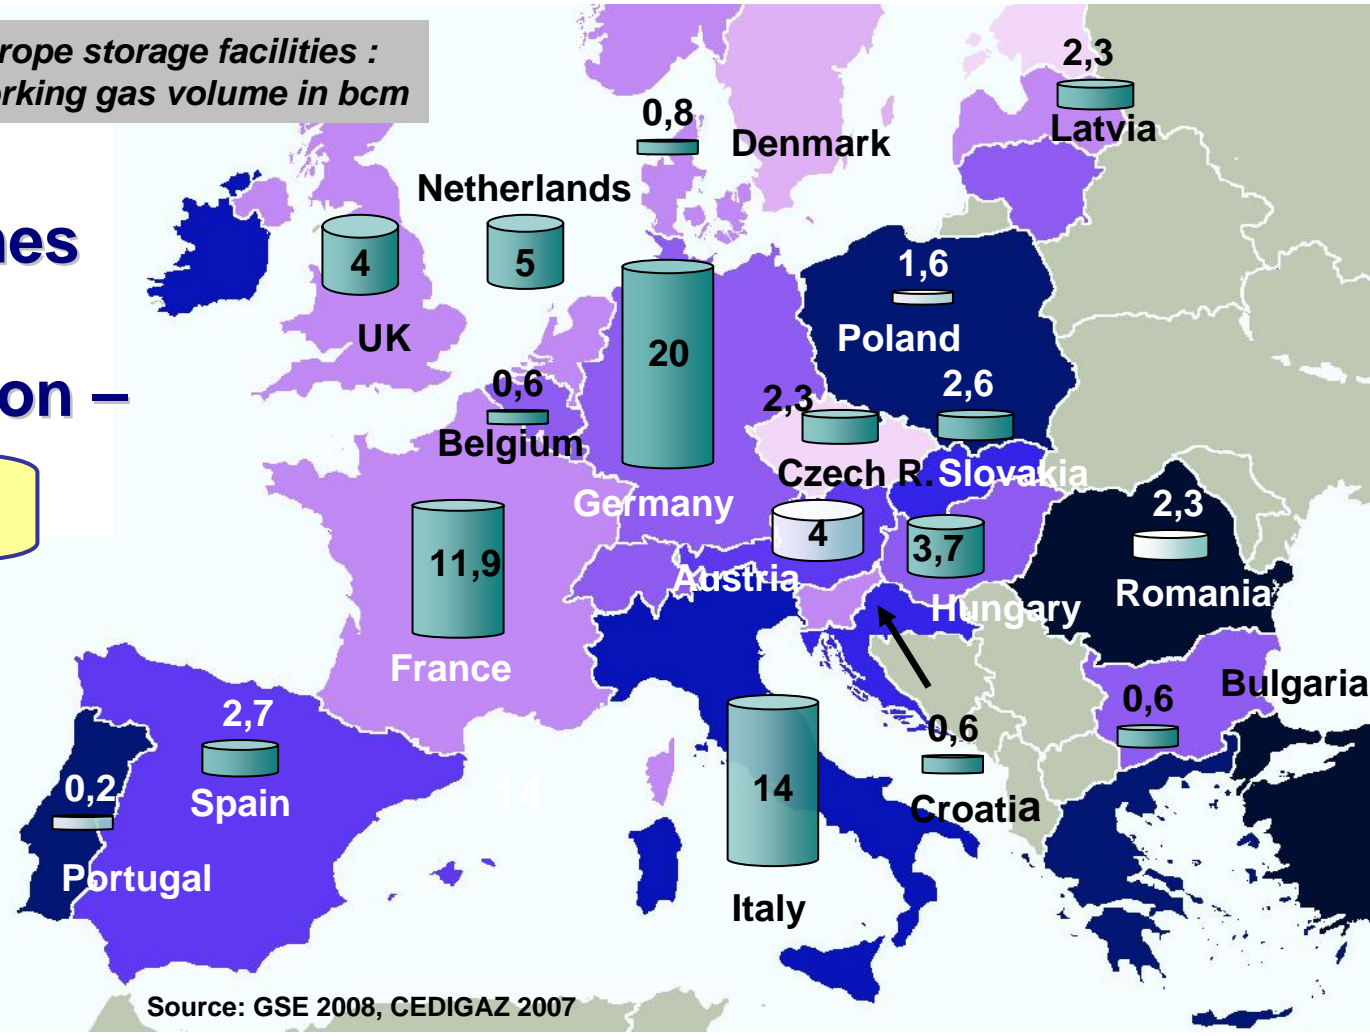 rope storage facilities :
orking gas volume in bcm
2,3
Latvia
0,8
Denmark
Netherlands
nes
4
5
UK
1,6
Poland
20
on –
0,6
Belgium
2,3
2,6
Czech R.
Slovakia
Germany
2,3
4
3,7
11,9
Austria
Hungary
Romania
France
Bulgaria
2,7
0,6
0,6
0,2
14
14
Spain
Croatia
Portugal
Italy
Source: GSE 2008, CEDIGAZ 2007